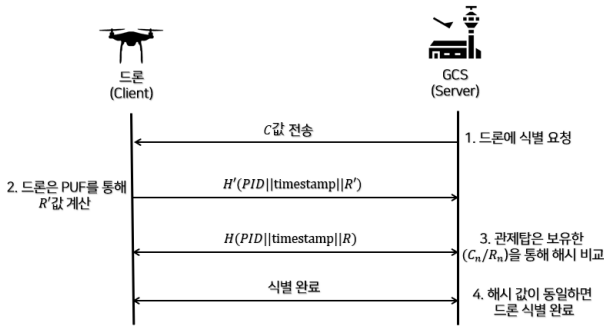 드론
(Client)
GCS
(Server)
C값 전송
1. 드론에 식별 요청
2. 드론은 PUF를 통해
R′값 계산
H′(PID||timestamp||R′)
H(PID||timestamp||R)
3. 관제탑은 보유한
(Cₙ/Rₙ)을 통해 해시 비교
식별 완료
4. 해시 값이 동일하면
드론 식별 완료